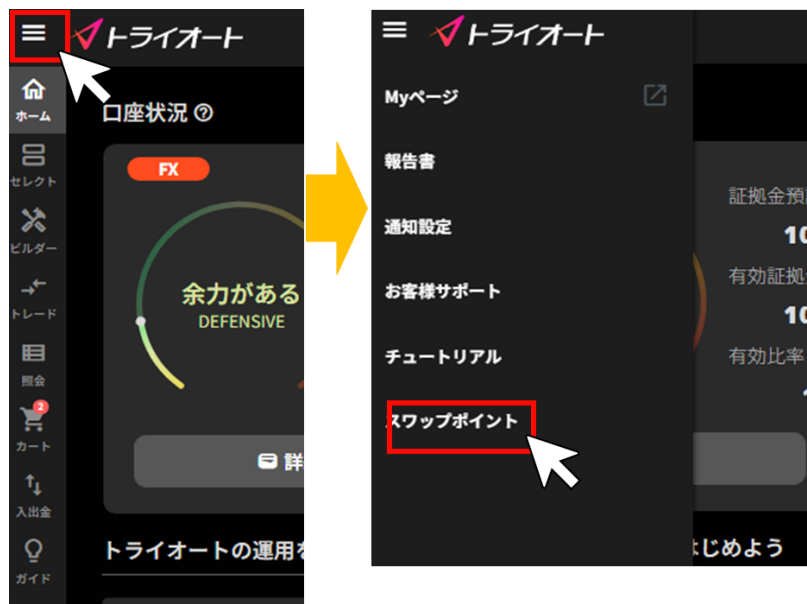 トライオート
ホーム
セレクト
ビルダー
トレード
照会
2
カート
入出金
ガイド
口座状況
FX
余力がある
DEFENSIVE
詳
トライオートの運用を
トライオート
Myページ
報告書
通知設定
お客様サポート
チュートリアル
スワップポイント
証拠金預
10
有効証拠
10
有効比率
じめよう